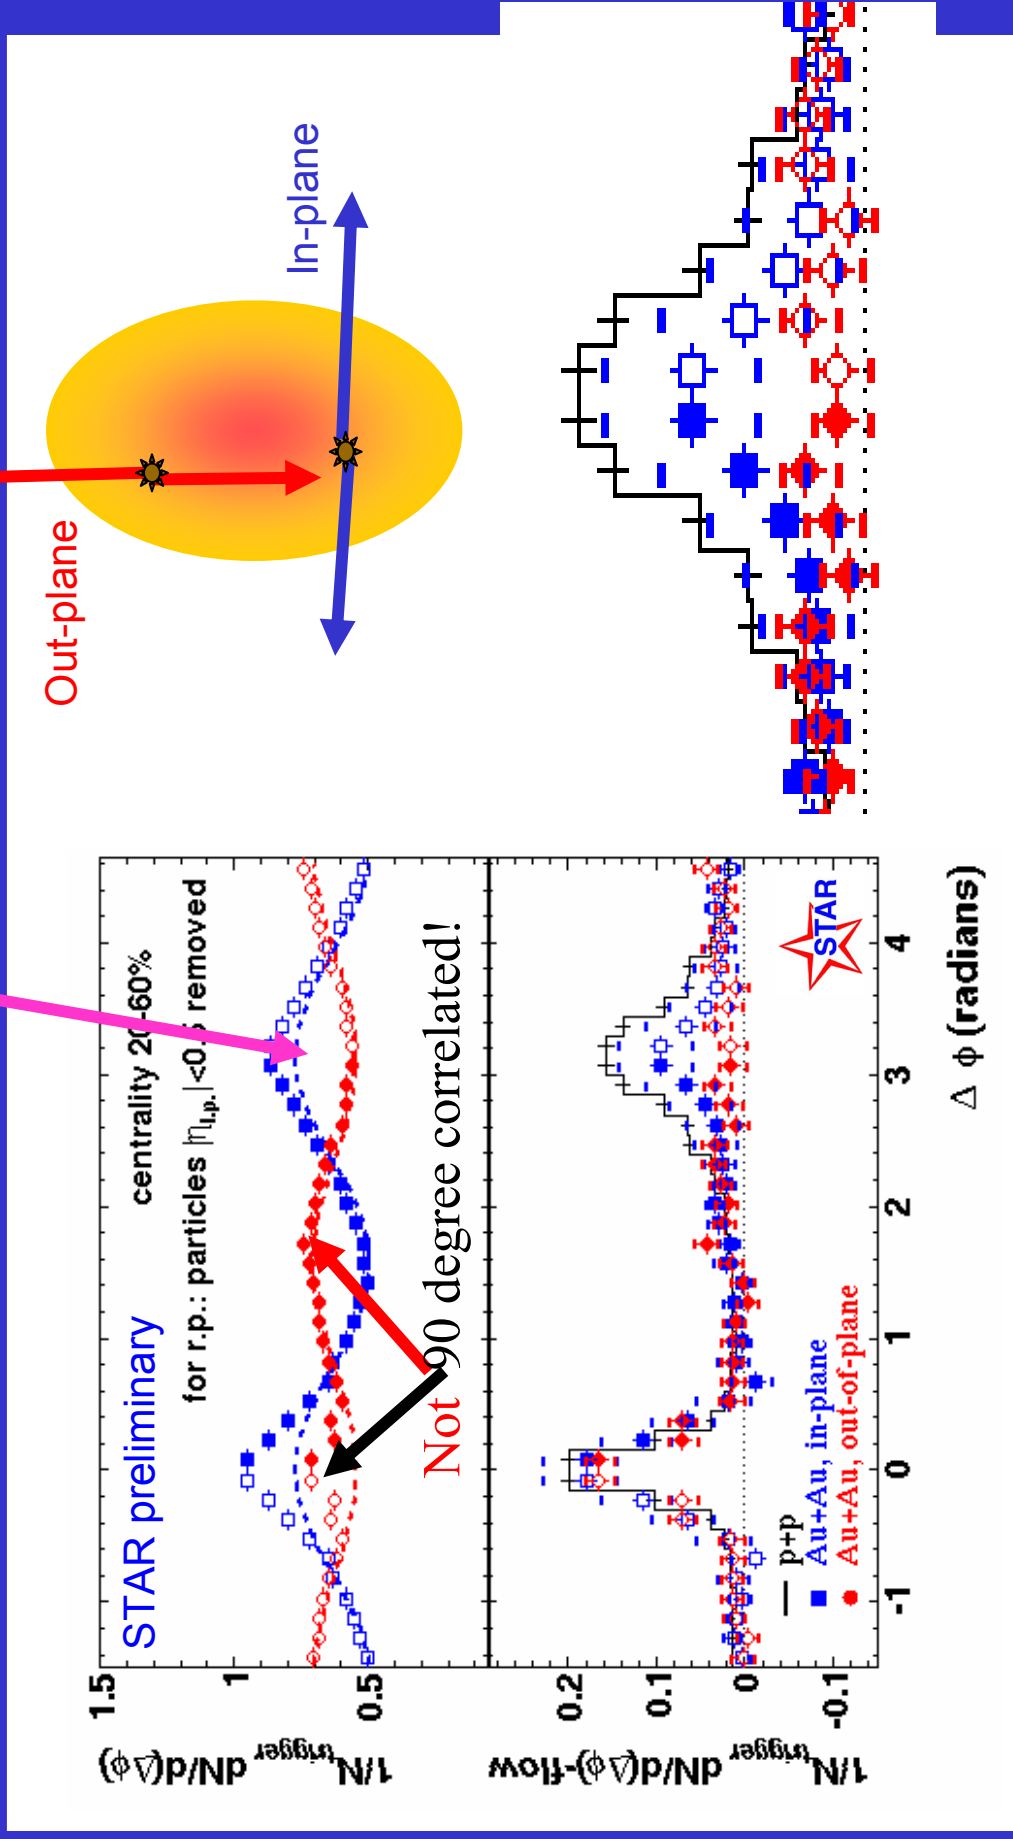 STAR preliminary
centrality 20-60%
for r.p.: particles |η_l.p.|<0.5 removed
1.5
1
0.5
1/N_trigger dN/d(Δφ)
Not 90 degree correlated!
0.2
0.1
0
-0.1
1/N_trigger dN/d(Δφ)-flow
p+p
Au+Au, in-plane
Au+Au, out-of-plane
STAR
-1
0
1
2
3
4
Δ φ (radians)
Out-plane
In-plane